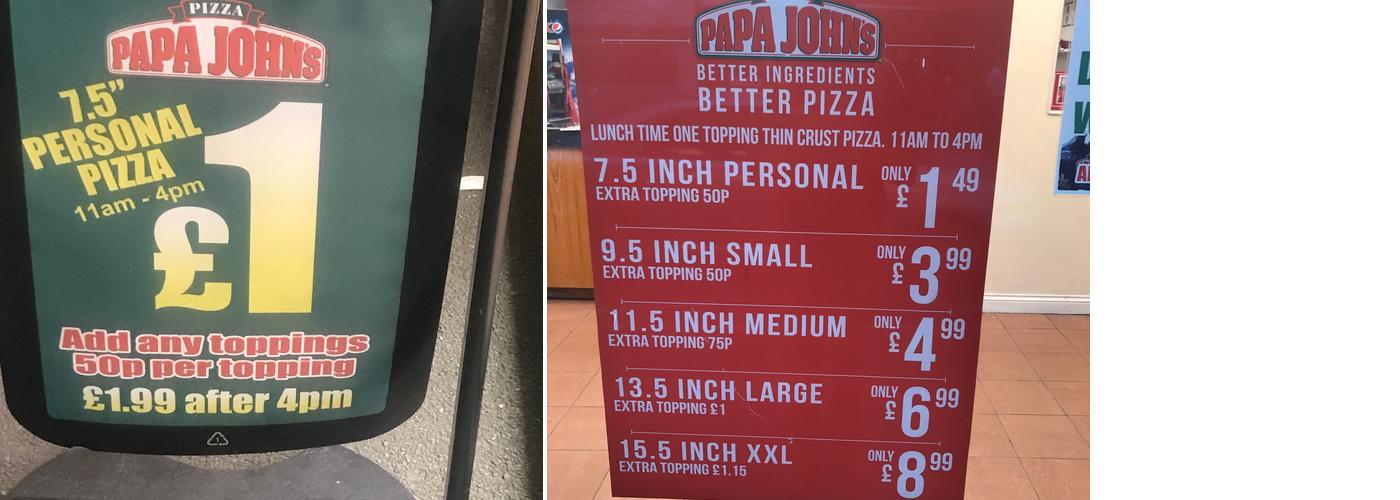 PIZZA
PAPA JOHN'S
7.5”
PERSONAL
PIZZA
11am - 4pm
£1
Add any toppings
50p per topping
£1.99 after 4pm
PAPA JOHN'S
BETTER INGREDIENTS
BETTER PIZZA
LUNCH TIME ONE TOPPING THIN CRUST PIZZA. 11AM TO 4PM
7.5 INCH PERSONAL ONLY £1 49
EXTRA TOPPING 50P
9.5 INCH SMALL ONLY £3 99
EXTRA TOPPING 50P
11.5 INCH MEDIUM ONLY £4 99
EXTRA TOPPING 75P
13.5 INCH LARGE ONLY £6 99
EXTRA TOPPING £1
15.5 INCH XXL ONLY £8 99
EXTRA TOPPING £1.15